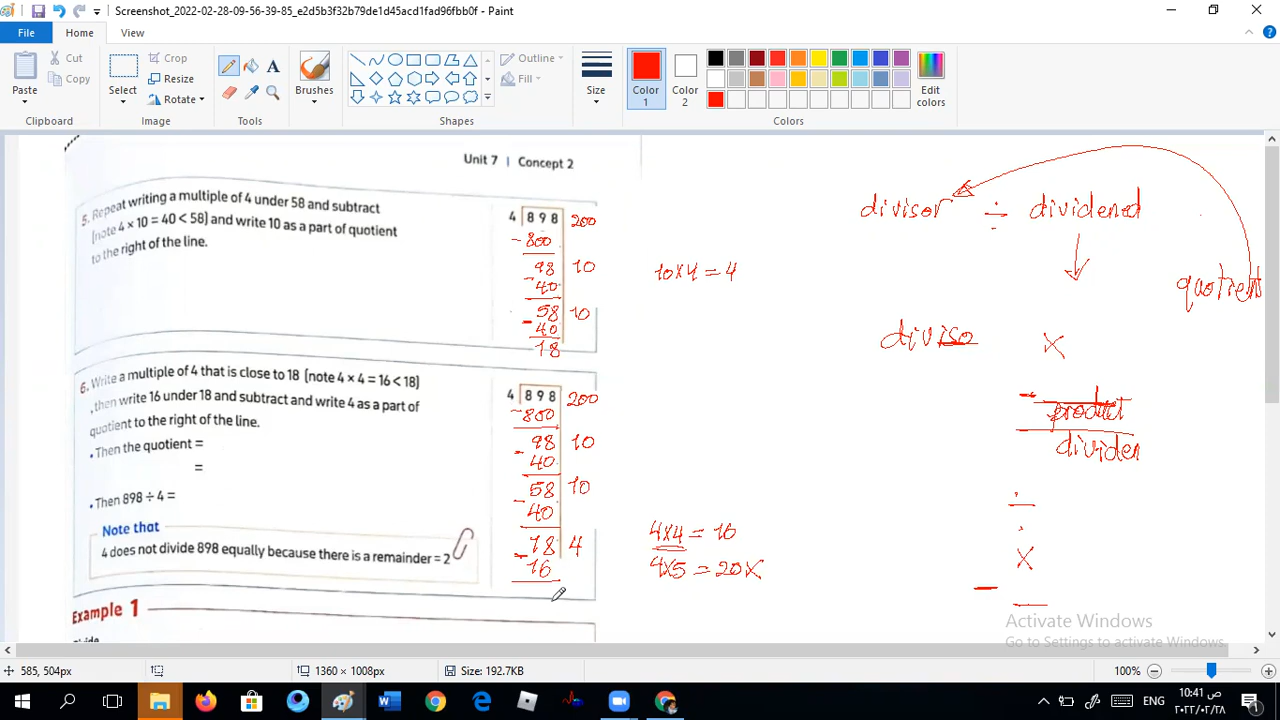 Screenshot_2022-02-28-09-56-39-85_e2d5b3f32b79de1d45acd1fad96fbb0f - Paint
File
Home
View
Paste
Cut
Copy
Clipboard
Select
Crop
Resize
Rotate
Image
Tools
Brushes
Outline
Fill
Shapes
Size
Color 1
Color 2
Edit colors
Colors
Unit 7 | Concept 2
5. Repeat writing a multiple of 4 under 58 and subtract
(note 4 × 10 = 40 < 58) and write 10 as a part of quotient
to the right of the line.
4 898 200
-800
98 10
-40
58 10
-40
18
10×4 = 4
6. Write a multiple of 4 that is close to 18 (note 4 × 4 = 16 < 18)
, then write 16 under 18 and subtract and write 4 as a part of
quotient to the right of the line.
• Then the quotient =
=
• Then 898 ÷ 4 =
Note that
4 does not divide 898 equally because there is a remainder = 2
4 898 200
-800
98 10
-40
58 10
-40
18 4
-16
4×4 = 16
4×5 = 20 ×
Example 1
divisor ÷ dividened
quotient
diviso ×
- product
dividen
÷
×
-
Activate Windows
Go to Settings to activate Windows.
585, 504px
1360 × 1008px
Size: 192.7KB
100%
ENG
10:41 ص
٢٠٢٢/٠٢/٢٨